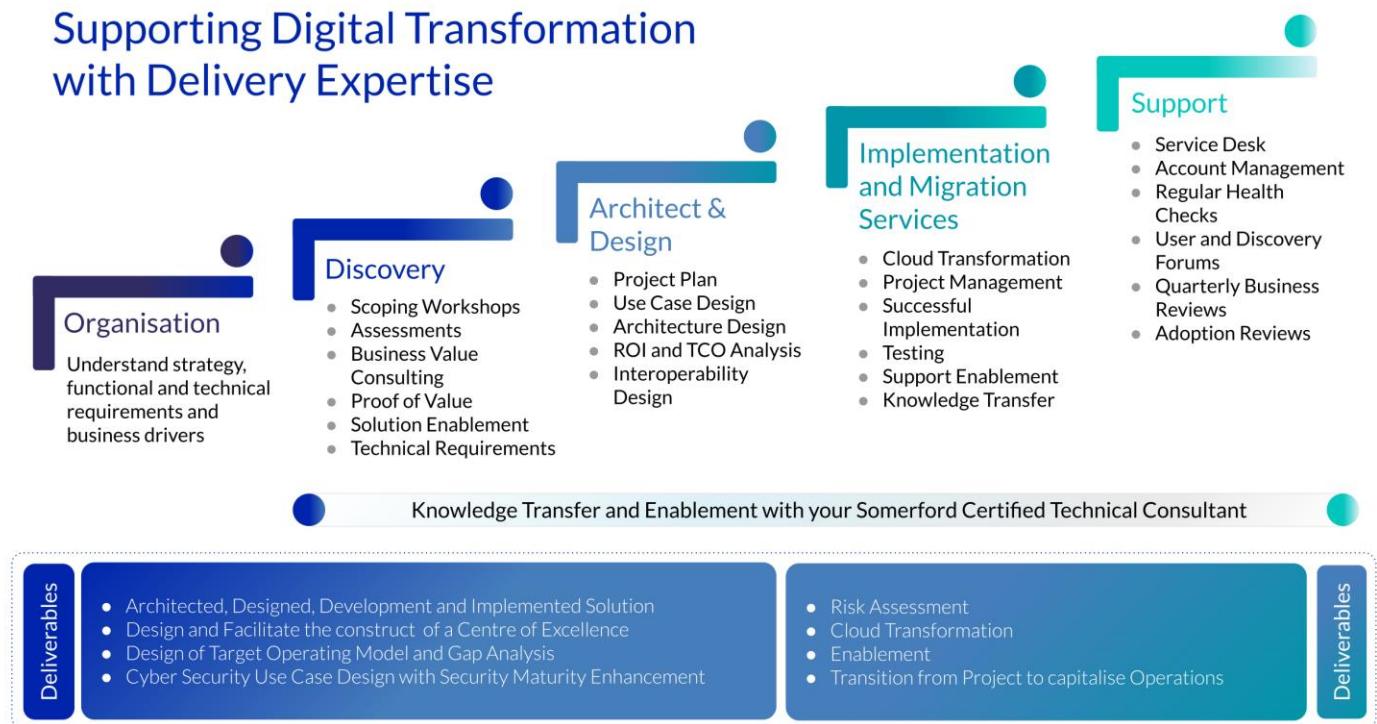 Supporting Digital Transformation
with Delivery Expertise
Organisation
Understand strategy,
functional and technical
requirements and
business drivers
Discovery
● Scoping Workshops
● Assessments
● Business Value
Consulting
● Proof of Value
● Solution Enablement
● Technical Requirements
Architect &
Design
● Project Plan
● Use Case Design
● Architecture Design
● ROI and TCO Analysis
● Interoperability
Design
Implementation
and Migration
Services
● Cloud Transformation
● Project Management
● Successful
Implementation
● Testing
● Support Enablement
● Knowledge Transfer
Support
● Service Desk
● Account Management
● Regular Health
Checks
● User and Discovery
Forums
● Quarterly Business
Reviews
● Adoption Reviews
Knowledge Transfer and Enablement with your Somerford Certified Technical Consultant
Deliverables
● Architected, Designed, Development and Implemented Solution
● Design and Facilitate the construct of a Centre of Excellence
● Design of Target Operating Model and Gap Analysis
● Cyber Security Use Case Design with Security Maturity Enhancement
● Risk Assessment
● Cloud Transformation
● Enablement
● Transition from Project to capitalise Operations
Deliverables